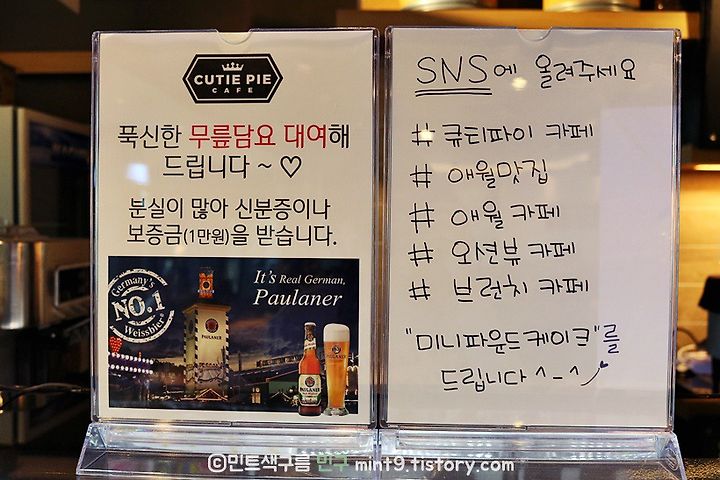 CUTIE PIE
CAFE
푹신한 무릎담요 대여해
드립니다 ~ ♡
분실이 많아 신분증이나
보증금(1만원)을 받습니다.
Germany's
NO.1
Weissbier
It's Real German,
Paulaner
PAULANER
PAULANER
PAULANER
SNS에 올려주세요
# 큐티파이 카페
# 애월맛집
# 애월 카페
# 오션뷰 카페
# 브런치 카페
"미니파운드케이크"를
드립니다 ^-^
©민트색구름 반구 mint9.tistory.com